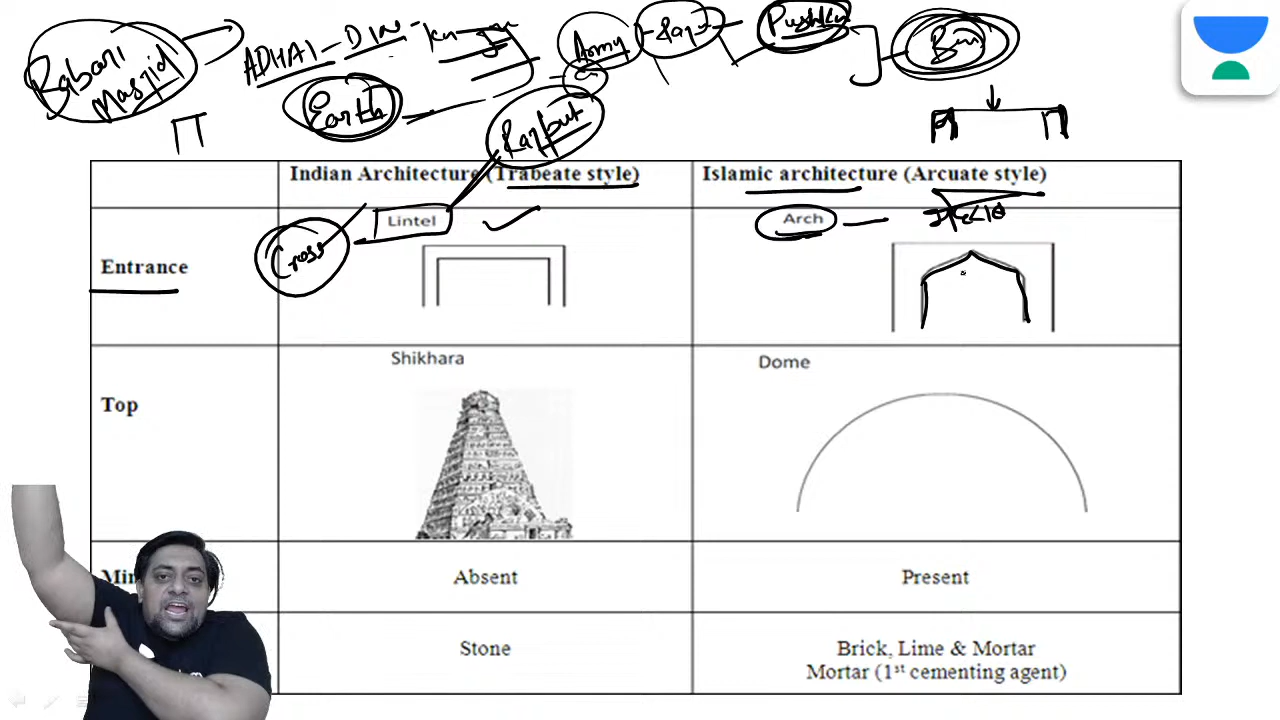 Babari Masjid
ADHAI-DIN-
Earth
Army
Rajput
Indian Architecture (Trabeate style)
Islamic architecture (Arcuate style)
Entrance
Cross
Lintel
Arch
Top
Shikhara
Dome
Absent
Present
Stone
Brick, Lime & Mortar
Mortar (1st cementing agent)